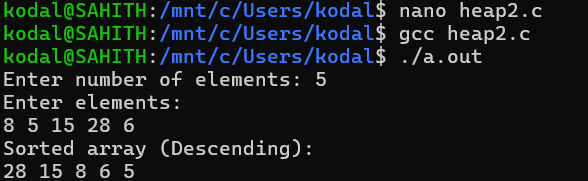 kodal@SAHITH:/mnt/c/Users/kodal$ nano heap2.c
kodal@SAHITH:/mnt/c/Users/kodal$ gcc heap2.c
kodal@SAHITH:/mnt/c/Users/kodal$ ./a.out
Enter number of elements: 5
Enter elements:
8 5 15 28 6
Sorted array (Descending):
28 15 8 6 5